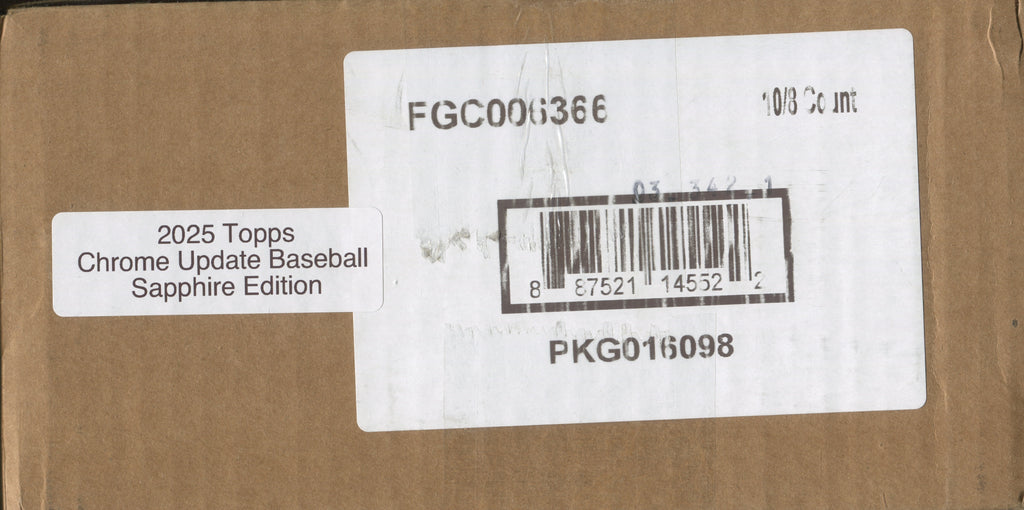 FGC006366
10/8 Count
2025 Topps
Chrome Update Baseball
Sapphire Edition
8 87521 14552 2
PKG016098